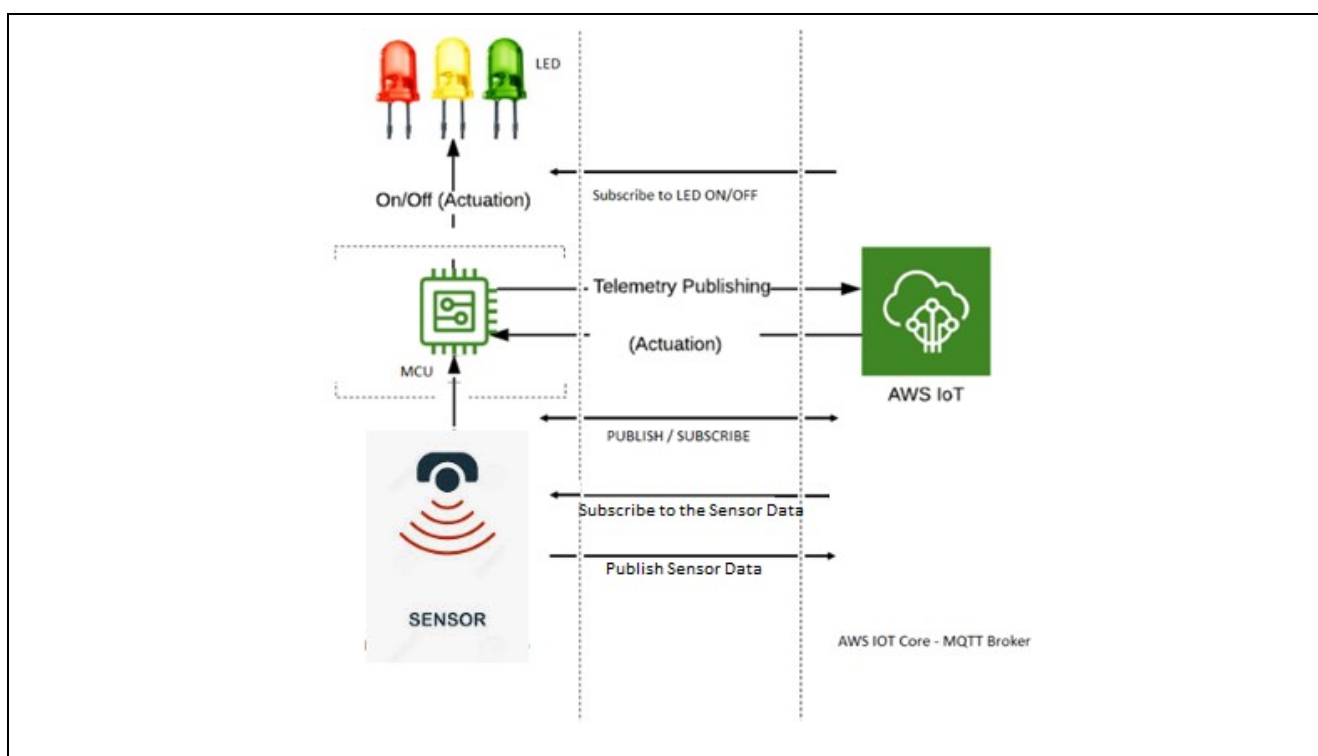 LED
Subscribe to LED ON/OFF
On/Off (Actuation)
Telemetry Publishing
(Actuation)
MCU
AWS IoT
PUBLISH / SUBSCRIBE
Subscribe to the Sensor Data
Publish Sensor Data
SENSOR
AWS IOT Core - MQTT Broker